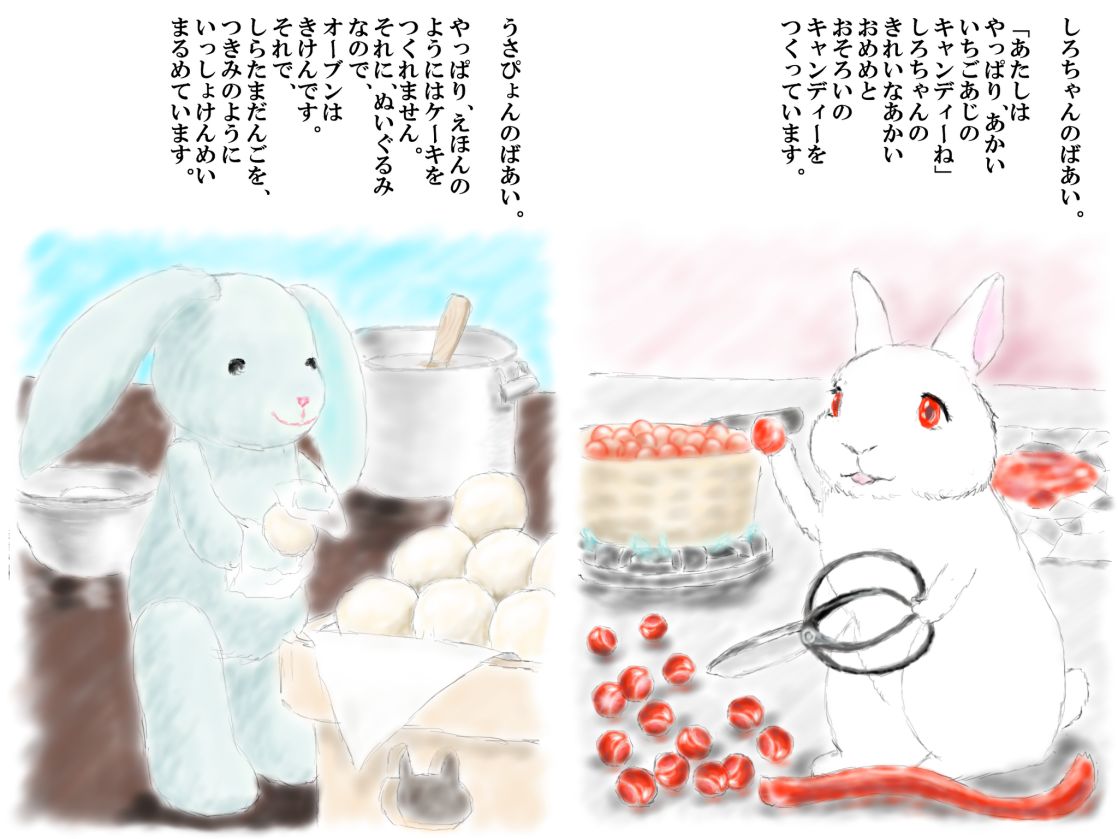 しろちゃんのばあい。
「あたしは
やっぱり、あかい
いちごあじの
キャンディーね」
しろちゃんの
きれいなあかい
おめめと
おそろいの
キャンディーを
つくっています。
うさぴょんのばあい。
やっぱり、えほんの
ようにはケーキを
つくれません。
それに、ぬいぐるみ
なので、
オーブンは
きけんです。
それで、
しらたまだんごを、
つきみのように
いっしょけんめい
まるめています。